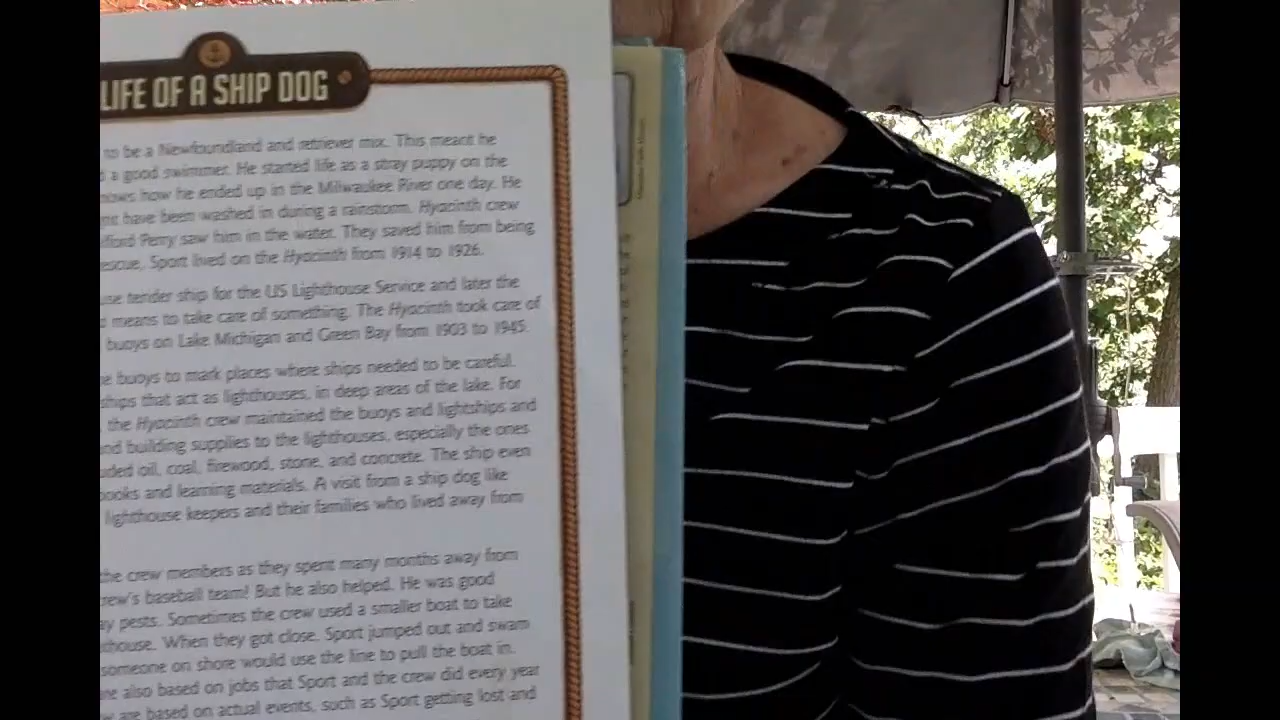 LIFE OF A SHIP DOG
to be a Newfoundland and retriever mix. This meant he
a good swimmer. He started life as a stray puppy on the
how he ended up in the Milwaukee River one day. He
have been washed in during a rainstorm. Hyacinth crew
Perry saw him in the water. They saved him from being
Sport lived on the Hyacinth from 1914 to 1926.
tender ship for the US Lighthouse Service and later the
means to take care of something. The Hyacinth took care of
buoys on Lake Michigan and Green Bay from 1903 to 1945.
buoys to mark places where ships needed to be careful.
ships that act as lighthouses, in deep areas of the lake. For
the Hyacinth crew maintained the buoys and lightships and
building supplies to the lighthouses, especially the ones
oil, coal, firewood, stone, and concrete. The ship even
books and learning materials. A visit from a ship dog like
lighthouse keepers and their families who lived away from
the crew members as they spent many months away from
crew's baseball team! But he also helped. He was good
pests. Sometimes the crew used a smaller boat to take
When they got close, Sport jumped out and swam
someone on shore would use the line to pull the boat in.
also based on jobs that Sport and the crew did every year
are based on actual events, such as Sport getting lost and